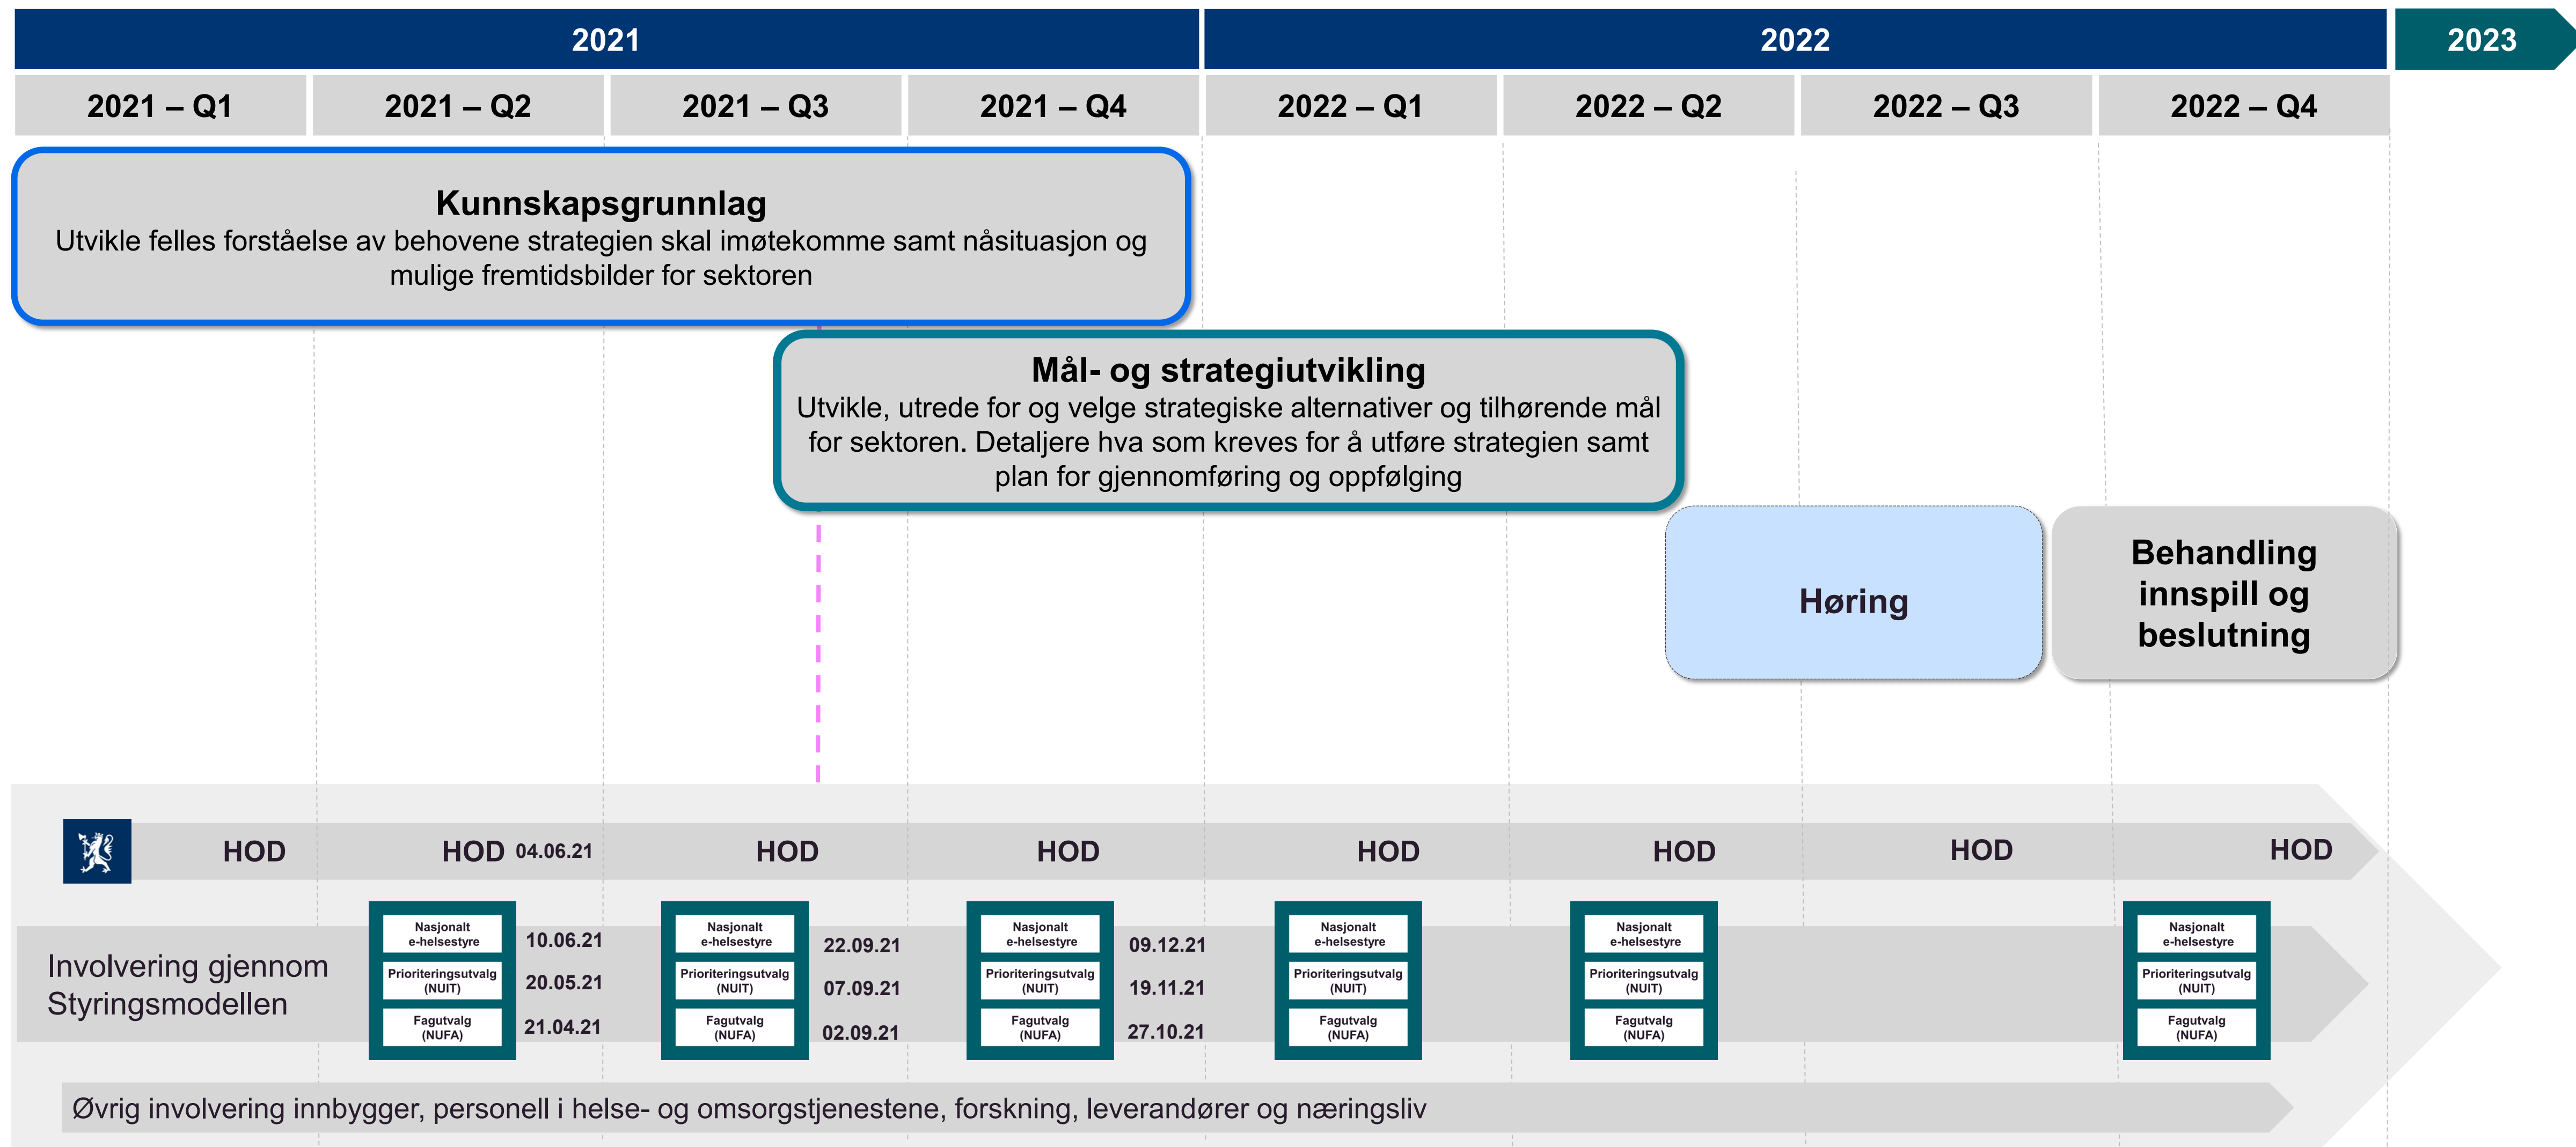 2021
2022
2023
2021 – Q1
2021 – Q2
2021 – Q3
2021 – Q4
2022 – Q1
2022 – Q2
2022 – Q3
2022 – Q4
Kunnskapsgrunnlag
Utvikle felles forståelse av behovene strategien skal imøtekomme samt nåsituasjon og
mulige fremtidsbilder for sektoren
Mål- og strategiutvikling
Utvikle, utrede for og velge strategiske alternativer og tilhørende mål
for sektoren. Detaljere hva som kreves for å utføre strategien samt
plan for gjennomføring og oppfølging
Høring
Behandling
innspill og
beslutning
HOD
HOD 04.06.21
HOD
HOD
HOD
HOD
HOD
HOD
Involvering gjennom
Styringsmodellen
Nasjonalt
e-helsestyre
10.06.21
Prioriteringsutvalg
(NUIT)
20.05.21
Fagutvalg
(NUFA)
21.04.21
Nasjonalt
e-helsestyre
22.09.21
Prioriteringsutvalg
(NUIT)
07.09.21
Fagutvalg
(NUFA)
02.09.21
Nasjonalt
e-helsestyre
09.12.21
Prioriteringsutvalg
(NUIT)
19.11.21
Fagutvalg
(NUFA)
27.10.21
Nasjonalt
e-helsestyre
Prioriteringsutvalg
(NUIT)
Fagutvalg
(NUFA)
Nasjonalt
e-helsestyre
Prioriteringsutvalg
(NUIT)
Fagutvalg
(NUFA)
Nasjonalt
e-helsestyre
Prioriteringsutvalg
(NUIT)
Fagutvalg
(NUFA)
Øvrig involvering innbygger, personell i helse- og omsorgstjenestene, forskning, leverandører og næringsliv